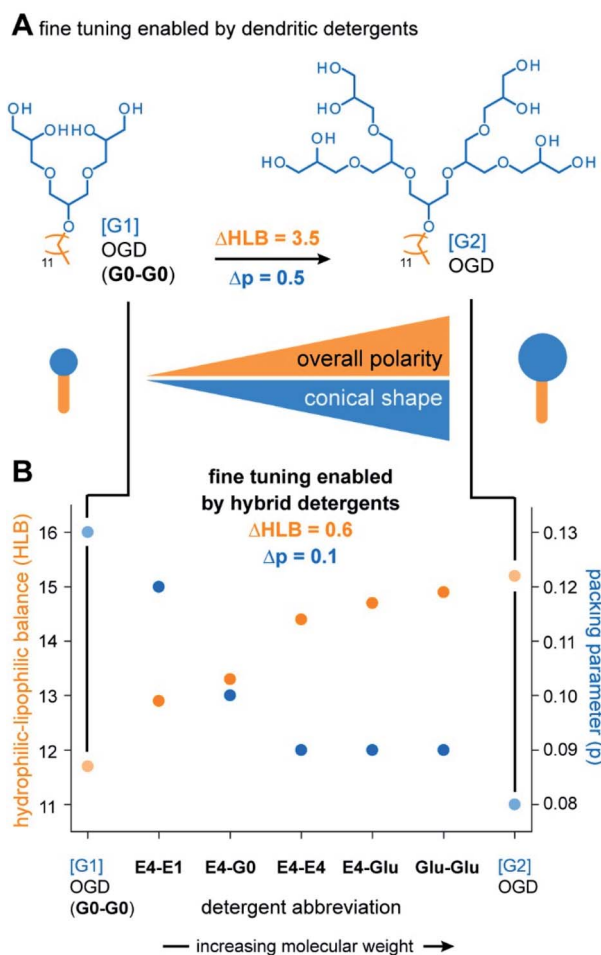 A fine tuning enabled by dendritic detergents
OH
OH
OH HO
O O
O
11
[G1]
OGD
(G0-G0)
ΔHLB = 3.5
Δp = 0.5
HO OH
HO OH
HO OH
HO OH
O O
O O
O O
O
11
[G2]
OGD
overall polarity
conical shape
B
fine tuning enabled
by hybrid detergents
ΔHLB = 0.6
Δp = 0.1
hydrophilic-lipophilic balance (HLB)
16
15
14
13
12
11
packing parameter (p)
0.13
0.12
0.11
0.10
0.09
0.08
[G1]
OGD
(G0-G0)
E4-E1
E4-G0
E4-E4
E4-Glu
Glu-Glu
[G2]
OGD
detergent abbreviation
increasing molecular weight